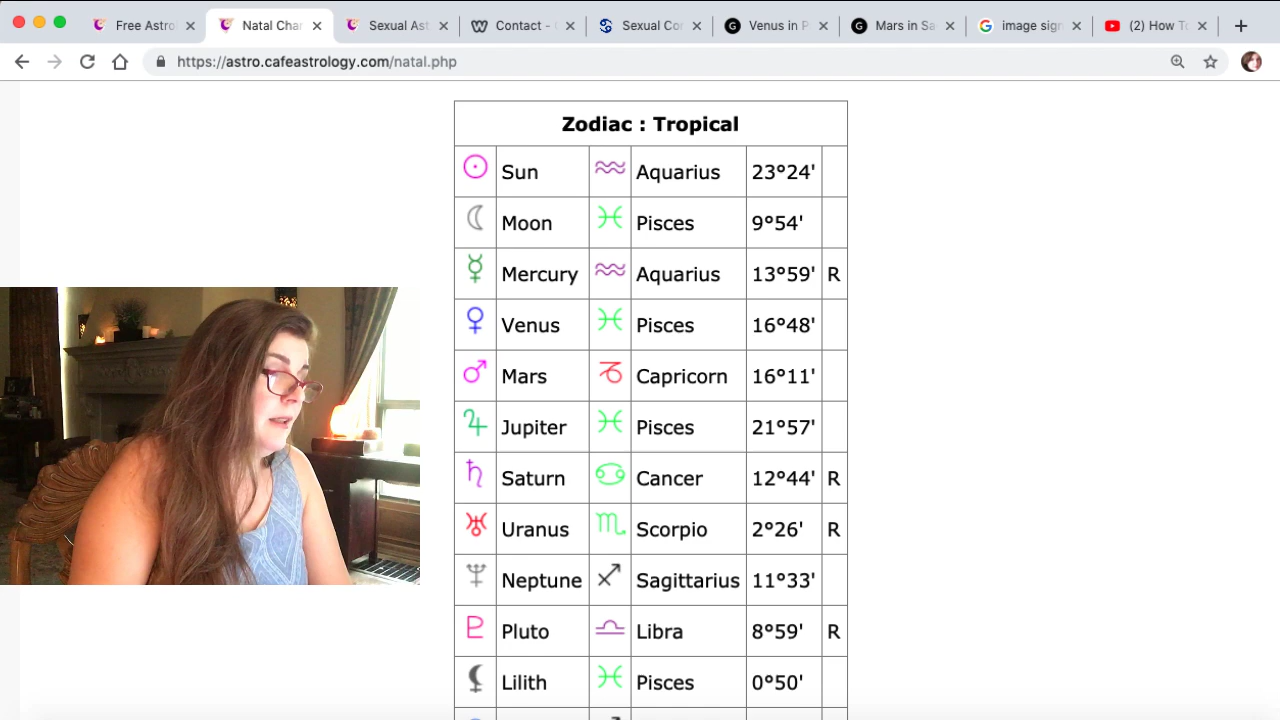 Free Astro
Natal Char
Sexual Ast
Contact -
Sexual Co
Venus in P
Mars in Sa
image sign
(2) How To
https://astro.cafeastrology.com/natal.php
Zodiac : Tropical
Sun Aquarius 23°24'
Moon Pisces 9°54'
Mercury Aquarius 13°59' R
Venus Pisces 16°48'
Mars Capricorn 16°11'
Jupiter Pisces 21°57'
Saturn Cancer 12°44' R
Uranus Scorpio 2°26' R
Neptune Sagittarius 11°33'
Pluto Libra 8°59' R
Lilith Pisces 0°50'